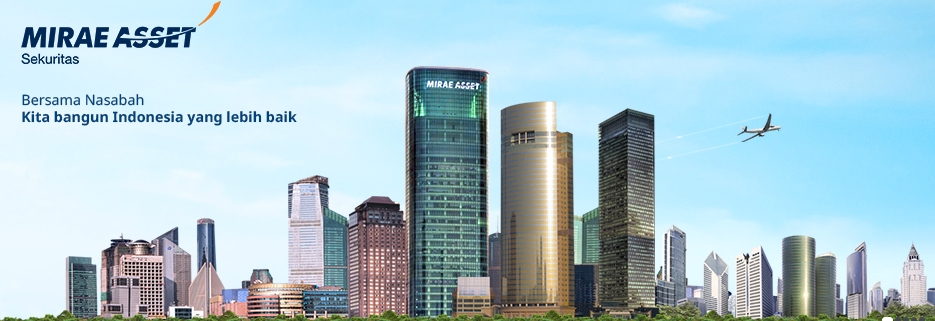 MIRAE ASSET
Sekuritas
Bersama Nasabah
Kita bangun Indonesia yang lebih baik
MIRAE ASSET